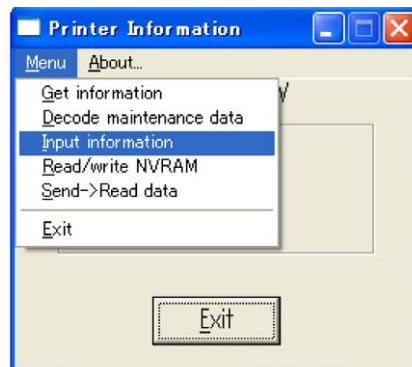 Printer Information
Menu About...
Get information
Decode maintenance data
Input information
Read/write NVRAM
Send->Read data
Exit
Exit